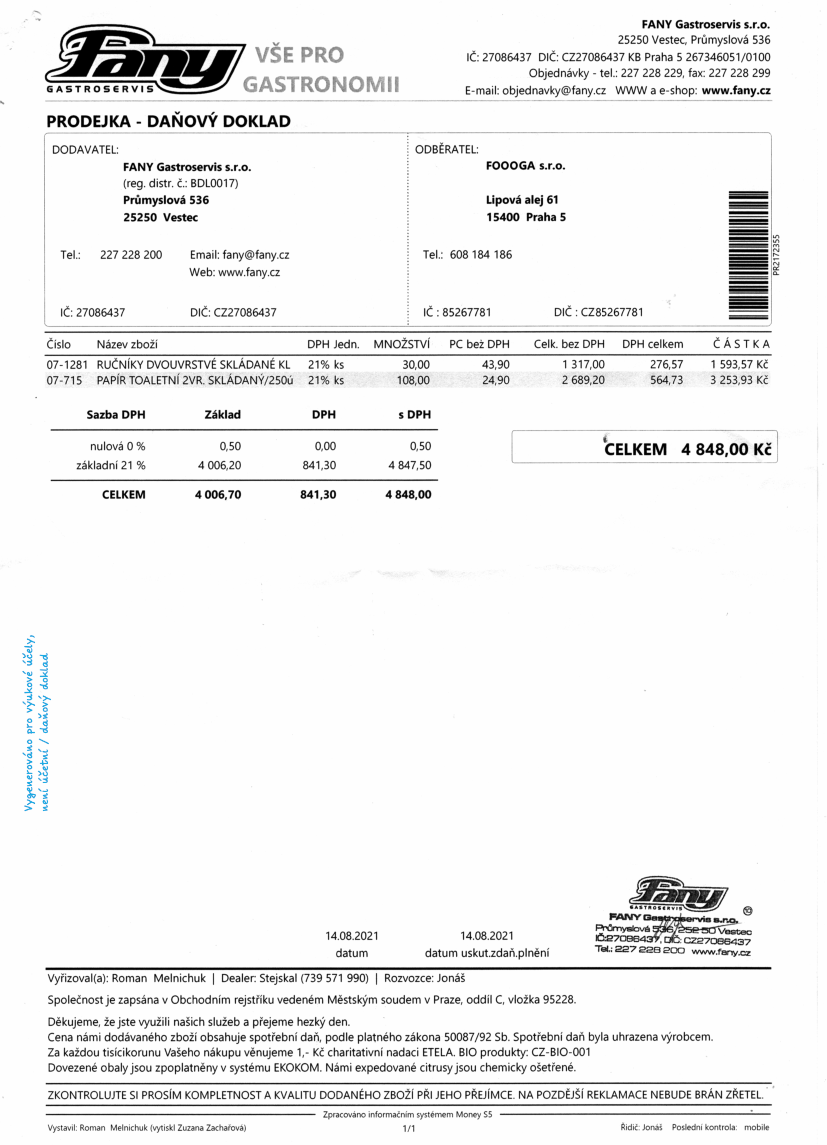 Fany
GASTROSERVIS
VŠE PRO
GASTRONOMII
FANY Gastroservis s.r.o.
25250 Vestec, Průmyslová 536
IČ: 27086437 DIČ: CZ27086437 KB Praha 5 267346051/0100
Objednávky - tel.: 227 228 229, fax: 227 228 299
E-mail: objednavky@fany.cz WWW a e-shop: www.fany.cz
PRODEJKA - DAŇOVÝ DOKLAD
DODAVATEL:
FANY Gastroservis s.r.o.
(reg. distr. č.: BDL0017)
Průmyslová 536
25250 Vestec
Tel.: 227 228 200 Email: fany@fany.cz
Web: www.fany.cz
IČ: 27086437 DIČ: CZ27086437
ODBĚRATEL:
FOOOGA s.r.o.
Lipová alej 61
15400 Praha 5
Tel.: 608 184 186
IČ : 85267781 DIČ : CZ85267781
PR2172355
Číslo Název zboží DPH Jedn. MNOŽSTVÍ PC bez DPH Celk. bez DPH DPH celkem ČÁSTKA
07-1281 RUČNÍKY DVOUVRSTVÉ SKLÁDANÉ KL 21% ks 30,00 43,90 1 317,00 276,57 1 593,57 Kč
07-715 PAPÍR TOALETNÍ 2VR. SKLÁDANÝ/250ú 21% ks 108,00 24,90 2 689,20 564,73 3 253,93 Kč
Sazba DPH Základ DPH s DPH
nulová 0 % 0,50 0,00 0,50
základní 21 % 4 006,20 841,30 4 847,50
CELKEM 4 006,70 841,30 4 848,00
CELKEM 4 848,00 Kč
Vygenerováno pro výukové účely,
není účetní / daňový doklad
14.08.2021 14.08.2021
datum datum uskut.zdaň.plnění
Fany
GASTROSERVIS
10
FANY Gastroservis s.r.o.
Průmyslová 536, 252 50 Vestec
IČ:27086437, DIČ: CZ27086437
Tel.: 227 228 200 www.fany.cz
Vyřizoval(a): Roman Melnichuk | Dealer: Stejskal (739 571 990) | Rozvozce: Jonáš
Společnost je zapsána v Obchodním rejstříku vedeném Městským soudem v Praze, oddíl C, vložka 95228.
Děkujeme, že jste využili našich služeb a přejeme hezký den.
Cena námi dodávaného zboží obsahuje spotřební daň, podle platného zákona 50087/92 Sb. Spotřební daň byla uhrazena výrobcem.
Za každou tisícikorunu Vašeho nákupu věnujeme 1,- Kč charitativní nadaci ETELA. BIO produkty: CZ-BIO-001
Dovezené obaly jsou zpoplatněny v systému EKOKOM. Námi expedované citrusy jsou chemicky ošetřené.
ZKONTROLUJTE SI PROSÍM KOMPLETNOST A KVALITU DODANÉHO ZBOŽÍ PŘI JEHO PŘEJÍMCE. NA POZDĚJŠÍ REKLAMACE NEBUDE BRÁN ZŘETEL.
Zpracováno informačním systémem Money S5
Vystavil: Roman Melnichuk (vytiskl Zuzana Zachařová) 1/1 Řidič: Jonáš Poslední kontrola: mobile